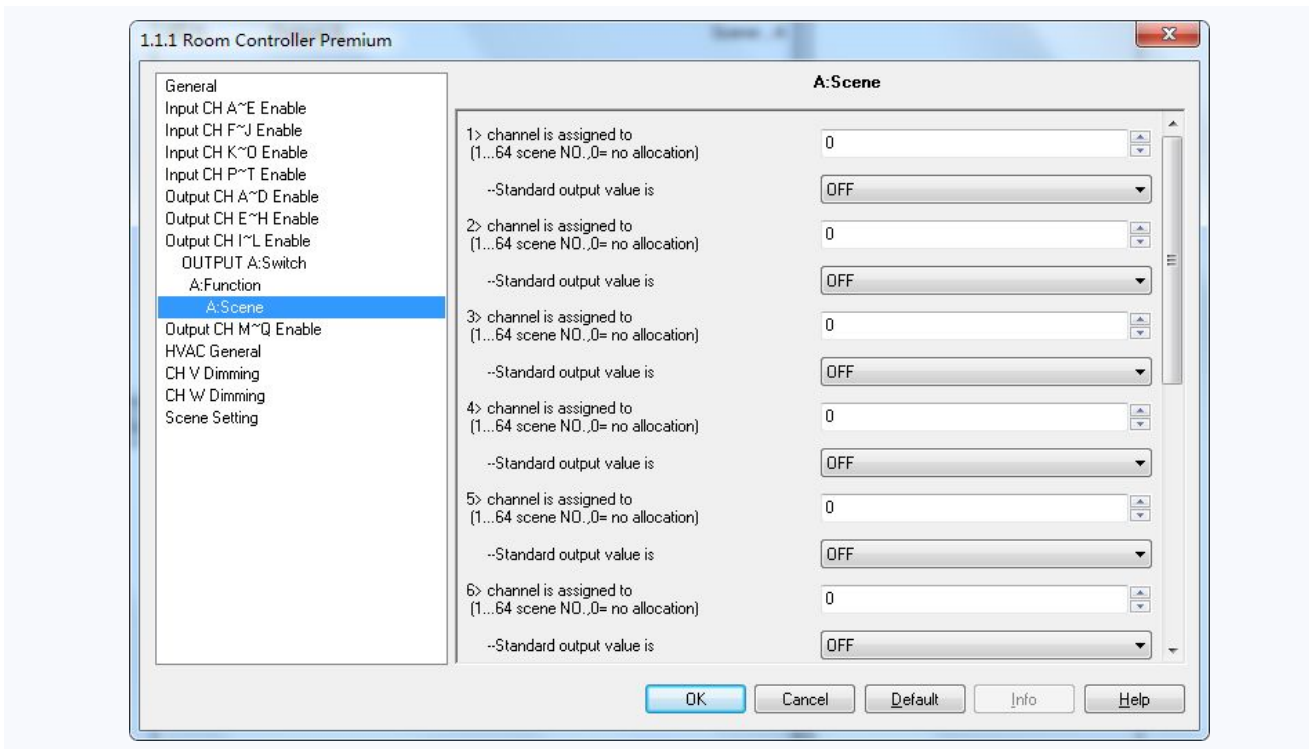 1.1.1 Room Controller Premium
General
Input CH A~E Enable
Input CH F~J Enable
Input CH K~O Enable
Input CH P~T Enable
Output CH A~D Enable
Output CH E~H Enable
Output CH I~L Enable
OUTPUT A:Switch
A:Function
A:Scene
Output CH M~Q Enable
HVAC General
CH V Dimming
CH W Dimming
Scene Setting
A:Scene
1> channel is assigned to
(1...64 scene NO.,0= no allocation)
0
--Standard output value is
OFF
2> channel is assigned to
(1...64 scene NO.,0= no allocation)
0
--Standard output value is
OFF
3> channel is assigned to
(1...64 scene NO.,0= no allocation)
0
--Standard output value is
OFF
4> channel is assigned to
(1...64 scene NO.,0= no allocation)
0
--Standard output value is
OFF
5> channel is assigned to
(1...64 scene NO.,0= no allocation)
0
--Standard output value is
OFF
6> channel is assigned to
(1...64 scene NO.,0= no allocation)
0
--Standard output value is
OFF
OK
Cancel
Default
Info
Help